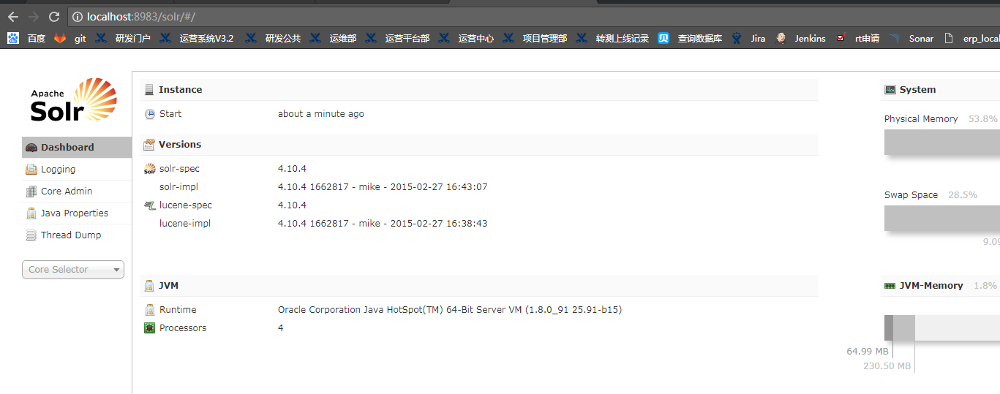 localhost:8983/solr/#/
百度 git 研发门户 运营系统V3.2 研发公共 运维部 运营平台部 运营中心 项目管理部 转测上线记录 查询数据库 Jira Jenkins rt申请 Sonar erp_local
Apache
Solr
Dashboard
Logging
Core Admin
Java Properties
Thread Dump
Core Selector
Instance
Start about a minute ago
Versions
Solr solr-spec 4.10.4
solr-impl 4.10.4 1662817 - mike - 2015-02-27 16:43:07
lucene-spec 4.10.4
lucene-impl 4.10.4 1662817 - mike - 2015-02-27 16:38:43
JVM
Runtime Oracle Corporation Java HotSpot(TM) 64-Bit Server VM (1.8.0_91 25.91-b15)
Processors 4
System
Physical Memory 53.8%
Swap Space 28.5%
9.09
JVM-Memory 1.8%
64.99 MB
230.50 MB